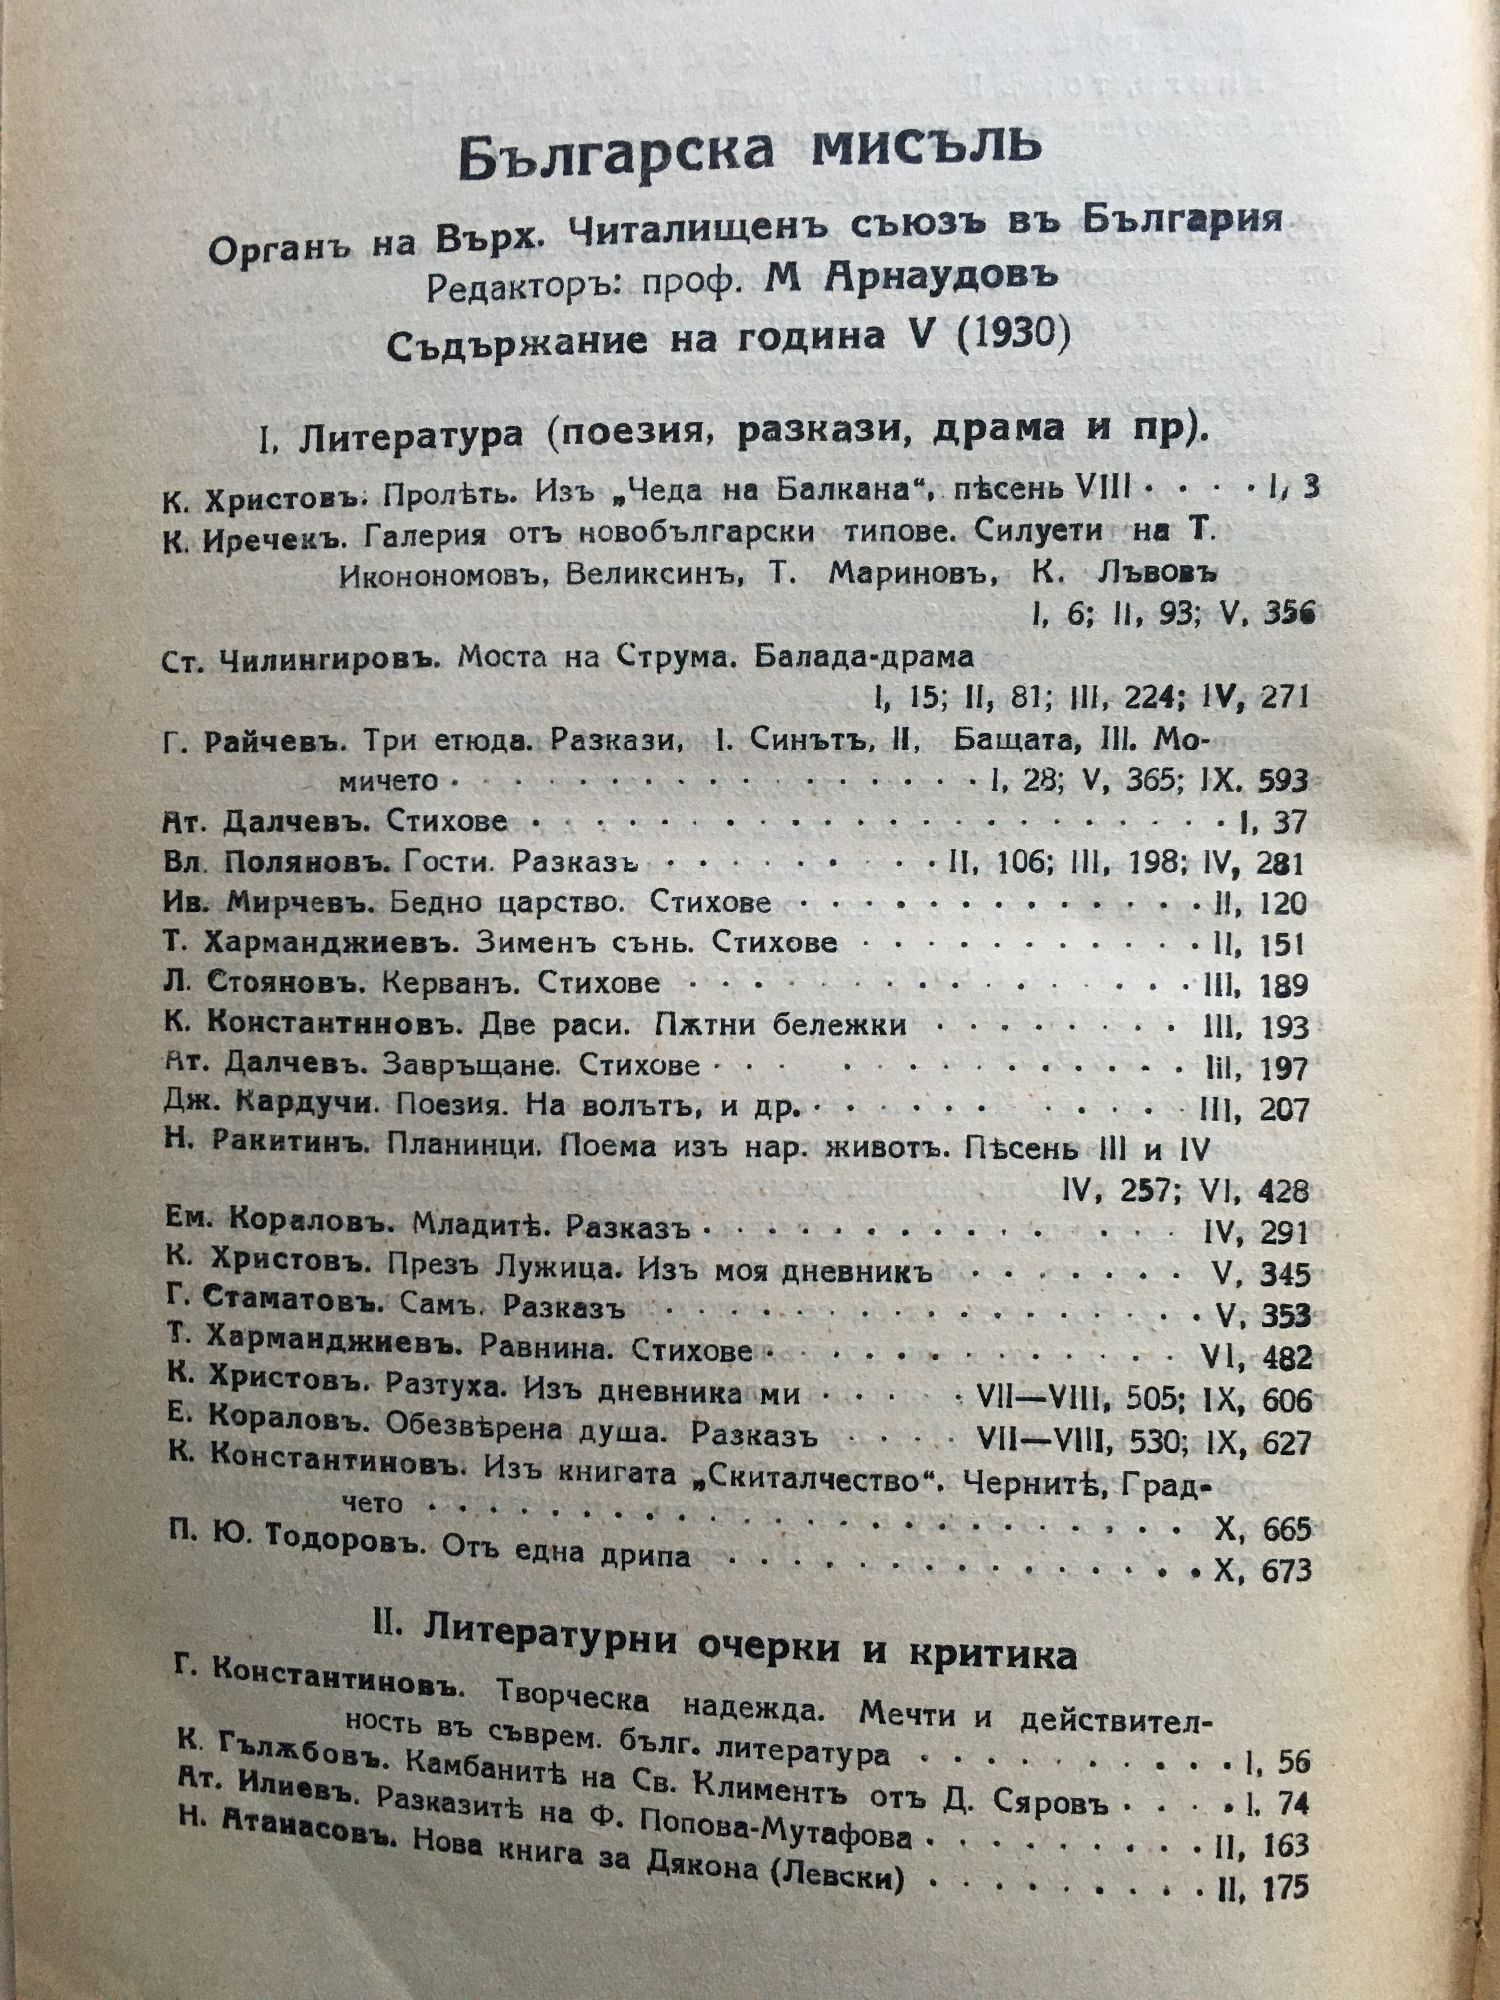 Българска мисъль
Органъ на Върх. Читалищенъ съюзъ въ България
Редакторъ: проф. М Арнаудовъ
Съдържание на година V (1930)
I, Литература (поезия, разкази, драма и пр).
К. Христовъ. Пролѣть. Изъ „Чеда на Балкана“, пѣсень VIII · · · · I, 3
К. Иречекъ. Галерия отъ новобългарски типове. Силуети на Т.
Иконономовъ, Великсинъ, Т. Мариновъ, К. Лъвовъ
I, 6; II, 93; V, 356
Ст. Чилингировъ. Моста на Струма. Балада-драма
I, 15; II, 81; III, 224; IV, 271
Г. Райчевъ. Три етюда. Разкази, I. Синътъ, II, Бащата, III. Мо-
мичето · · · · · · · · · · · · · · I, 28; V, 365; IX. 593
Ат. Далчевъ. Стихове · · · · · · · · · · · · · · · · · · · · · I, 37
Вл. Поляновъ. Гости. Разказъ · · · · · · · · · II, 106; III, 198; IV, 281
Ив. Мирчевъ. Бедно царство. Стихове · · · · · · · · · · · · · II, 120
Т. Харманджиевъ. Зименъ сънь. Стихове · · · · · · · · · · · II, 151
Л. Стояновъ. Керванъ. Стихове · · · · · · · · · · · · · · · · III, 189
К. Константиновъ. Две раси. Пѫтни бележки · · · · · · · · III, 193
Ат. Далчевъ. Завръщане. Стихове · · · · · · · · · · · · · III, 197
Дж. Кардучи. Поезия. На волътъ, и др. · · · · · · · · · · · III, 207
Н. Ракитинъ. Планинци. Поема изъ нар. животъ. Пѣсень III и IV
IV, 257; VI, 428
Ем. Кораловъ. Младитѣ. Разказъ · · · · · · · · · · · · · IV, 291
К. Христовъ. Презъ Лужица. Изъ моя дневникъ · · · · · · · V, 345
Г. Стаматовъ. Самъ. Разказъ · · · · · · · · · · · · · · · · · V, 353
Т. Харманджиевъ. Равнина. Стихове · · · · · · · · · · · · · VI, 482
К. Христовъ. Разтуха. Изъ дневника ми · · · · · VII—VIII, 505; IX, 606
Е. Кораловъ. Обезвѣрена душа. Разказъ · · · · VII—VIII, 530; IX, 627
К. Константиновъ. Изъ книгата „Скиталчество“. Чернитѣ, Град-
чето · · · · · · · · · · · · · · · · · · · · · · X, 665
П. Ю. Тодоровъ. Отъ една дрипа · · · · · · · · · · · · · · · X, 673
II. Литературни очерки и критика
Г. Константиновъ. Творческа надежда. Мечти и действител-
ность въ съврем. бълг. литература · · · · · · · · · · I, 56
К. Гълѫбовъ. Камбанитѣ на Св. Климентъ отъ Д. Сяровъ · · · · I. 74
Ат. Илиевъ. Разказитѣ на Ф. Попова-Мутафова · · · · · · · · · II, 163
Н. Атанасовъ. Нова книга за Дякона (Левски) · · · · · · · · · II, 175